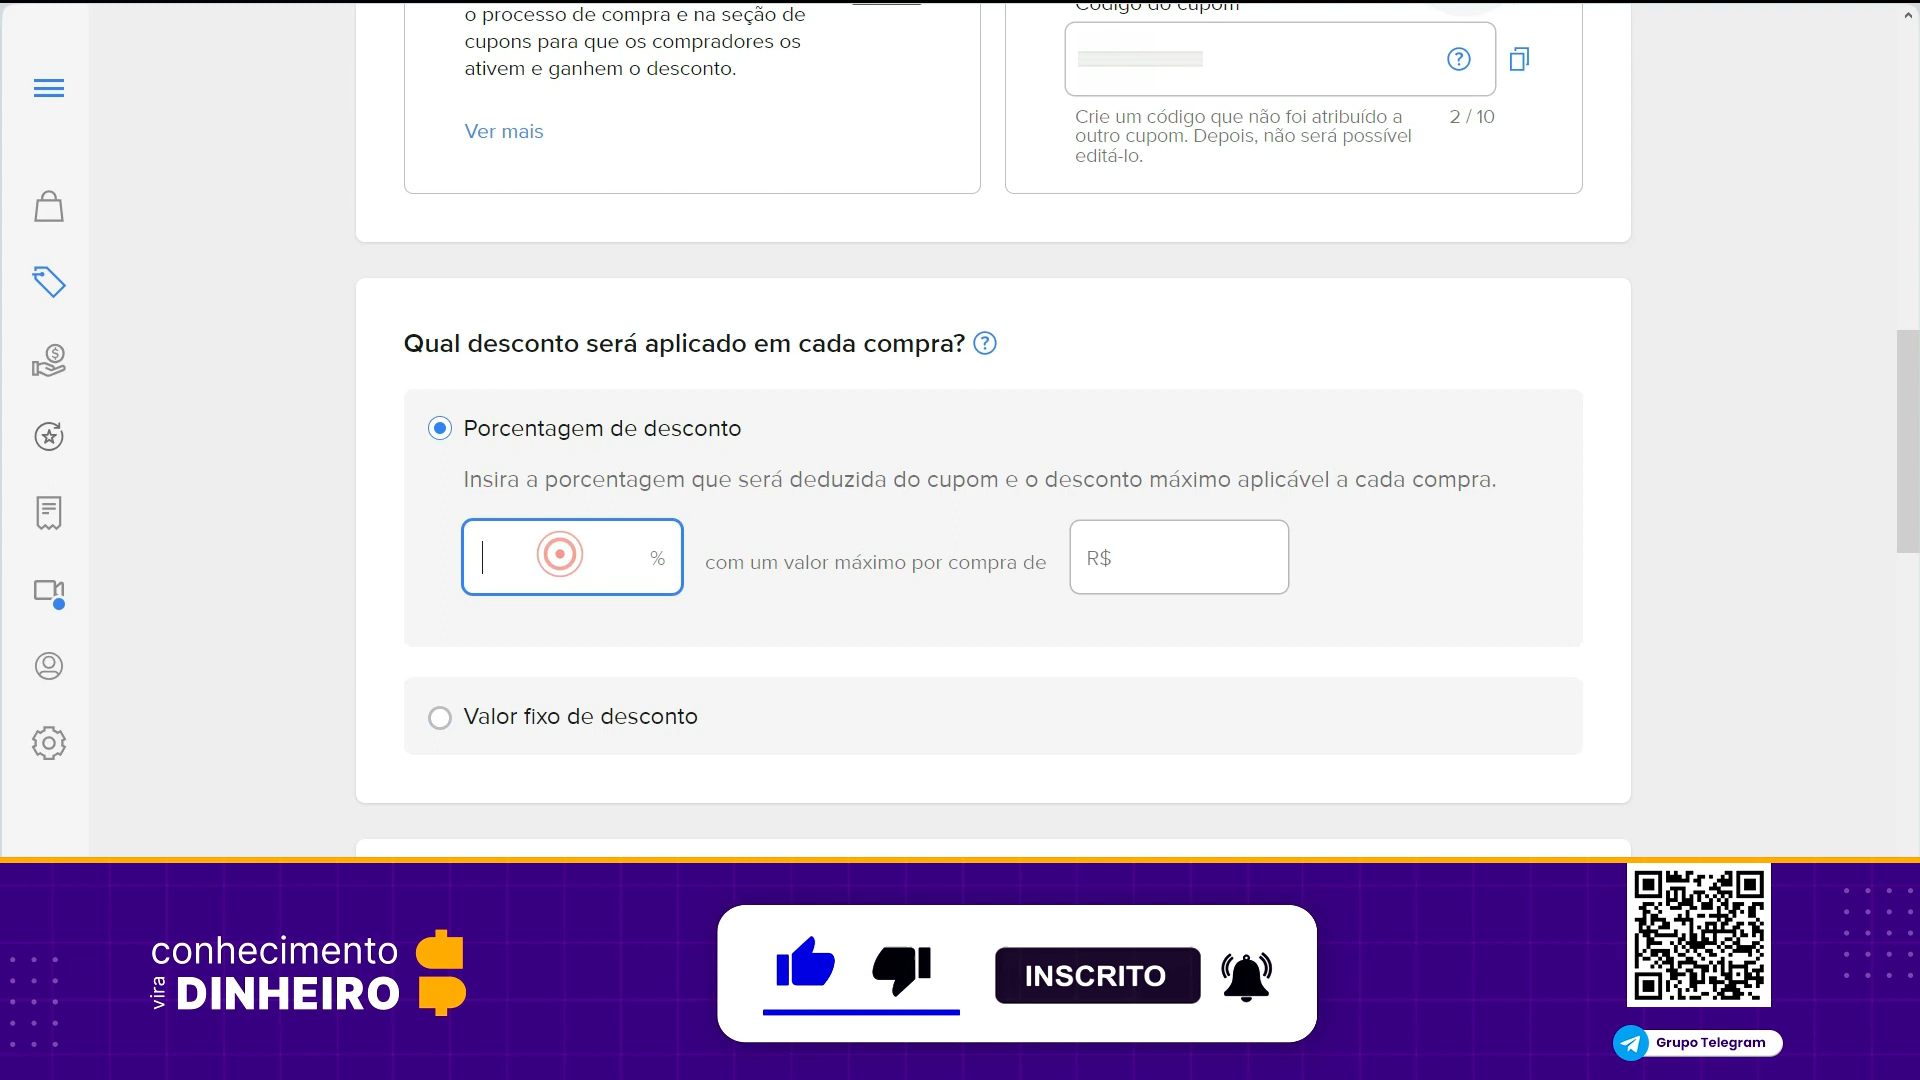 o processo de compra e na seção de
cupons para que os compradores os
ativem e ganhem o desconto.
Ver mais
Código do cupom
Crie um código que não foi atribuído a
outro cupom. Depois, não será possível
editá-lo.
2 / 10
Qual desconto será aplicado em cada compra?
Porcentagem de desconto
Insira a porcentagem que será deduzida do cupom e o desconto máximo aplicável a cada compra.
% com um valor máximo por compra de R$
Valor fixo de desconto
conhecimento
vira DINHEIRO
INSCRITO
Grupo Telegram